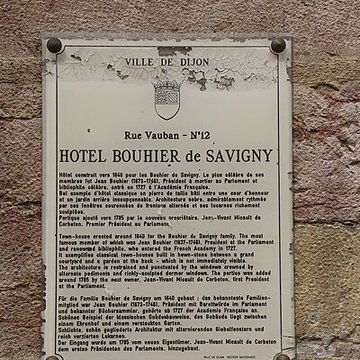 VILLE DE DIJON
Rue Vauban - N°12
HOTEL BOUHIER de SAVIGNY
Hôtel construit vers 1640 pour les Bouhier de Savigny. Le plus célèbre de ses
membres fut Jean Bouhier (1673-1746), Président à mortier au Parlement et
bibliophile célèbre, entré en 1727 à l'Académie Française.
Bel exemple d'hôtel classique en pierre de taille bâti entre une cour d'honneur
et un jardin arrière insoupçonnable. Architecture sobre, admirablement rythmée
par ses fenêtres couronnées de frontons alternés et ses lucarnes richement
sculptées.
Portique ajouté vers 1785 par le nouveau propriétaire, Jean-Vivant Micault de
Corbeton, Premier Président au Parlement.
Town-house erected around 1640 for the Bouhier du Savigny family. The most
famous member of which was Jean Bouhier (1631-1746), President at the Parliament
and renowned bibliophile, who entered the French Academy in 1727.
It examplifies classical town-houses built in hewn-stone between a grand
courtyard and a garden at the back - which is not immediately visible.
The architecture is restrained and punctuated by the windows crowned by
alternate pediments and richly-sculpted dormer windows. The portico was added
around 1785 by the next owner, Jean-Vivant Micault de Corbeton, first President
at the Parliament.
Für die Familie Bouhier de Savigny um 1640 gebaut ; das bekannteste Familien-
mitglied war Jean Bouhier (1673-1746), Präsident mit Barettwürde im Parlament
und bekannter Büchersammler, gehörte ab 1727 der Académie Française an.
Schönes Beispiel der klassischen Gebäudebauweise, das Gebäude liegt zwischen
einem Ehrenhof und einem versteckten Garten.
Schlicht, schön gegliederte Architektur mit alternierenden Giebelfenstern und
reich verzierten Lukarnen.
Der Eingang wurde um 1785 vom neuen Eigentümer, Jean-Vivant Micault de Corbeton
dem ersten Präsidenten des Parlaments, hinzugebaut.